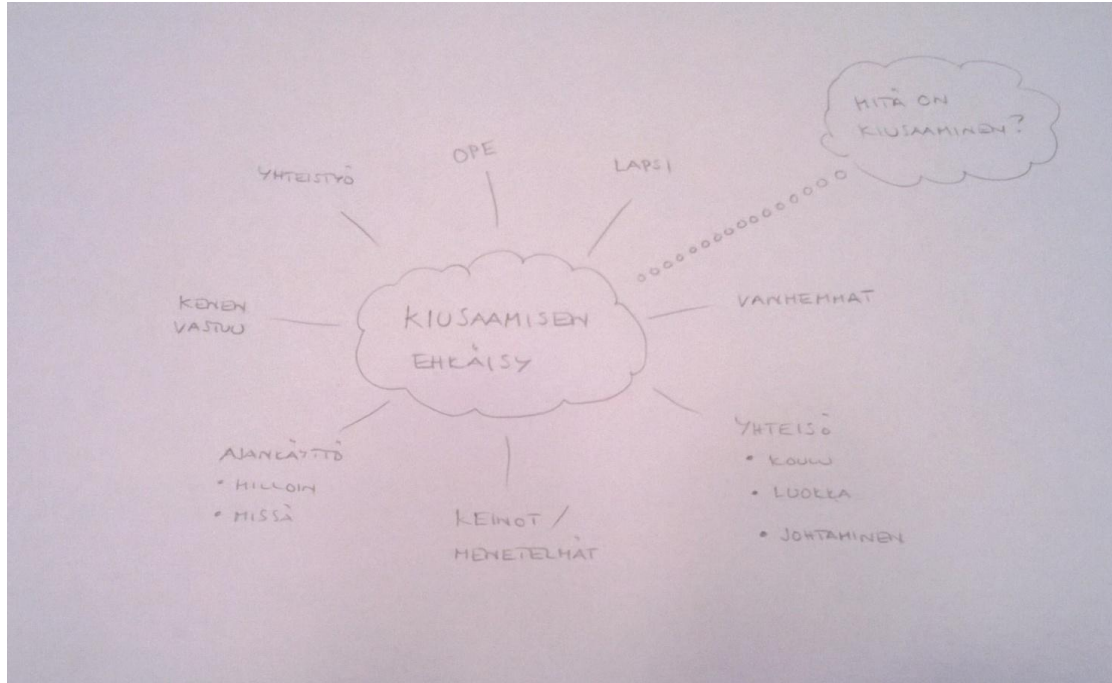 MITÄ ON
KIUSAAMINEN?
YHTEISTYÖ
OPE
LAPSI
KENEN
VASTUU
KIUSAAMISEN
EHKÄISY
VANHEMMAT
AJANKÄYTTÖ
• MILLOIN
• MISSÄ
KEINOT /
MENETELMÄT
YHTEISÖ
• KOULU
• LUOKKA
• JOHTAMINEN